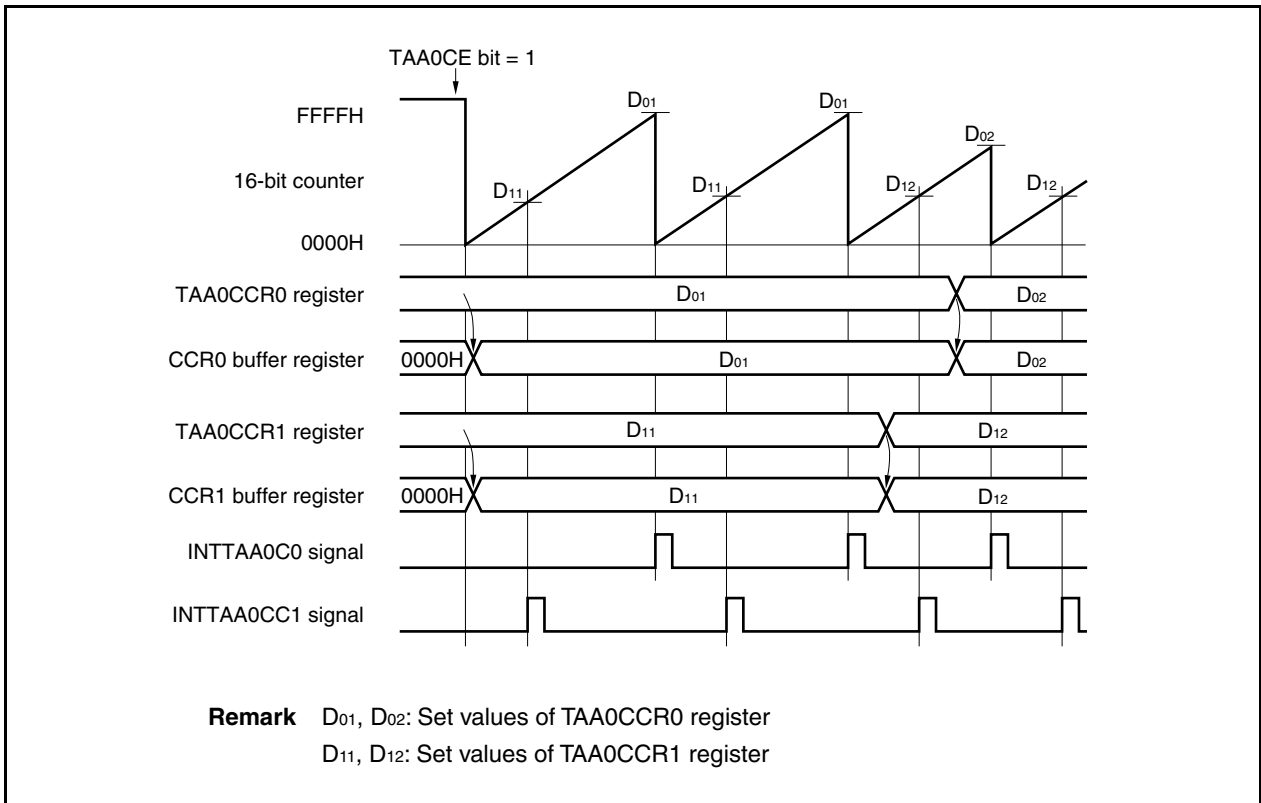 TAA0CE bit = 1
FFFFH
D01
D01
D02
16-bit counter
D11
D11
D12
D12
0000H
TAA0CCR0 register
D01
D02
CCR0 buffer register
0000H
D01
D02
TAA0CCR1 register
D11
D12
CCR1 buffer register
0000H
D11
D12
INTTAA0C0 signal
INTTAA0CC1 signal
Remark D01, D02: Set values of TAA0CCR0 register
D11, D12: Set values of TAA0CCR1 register